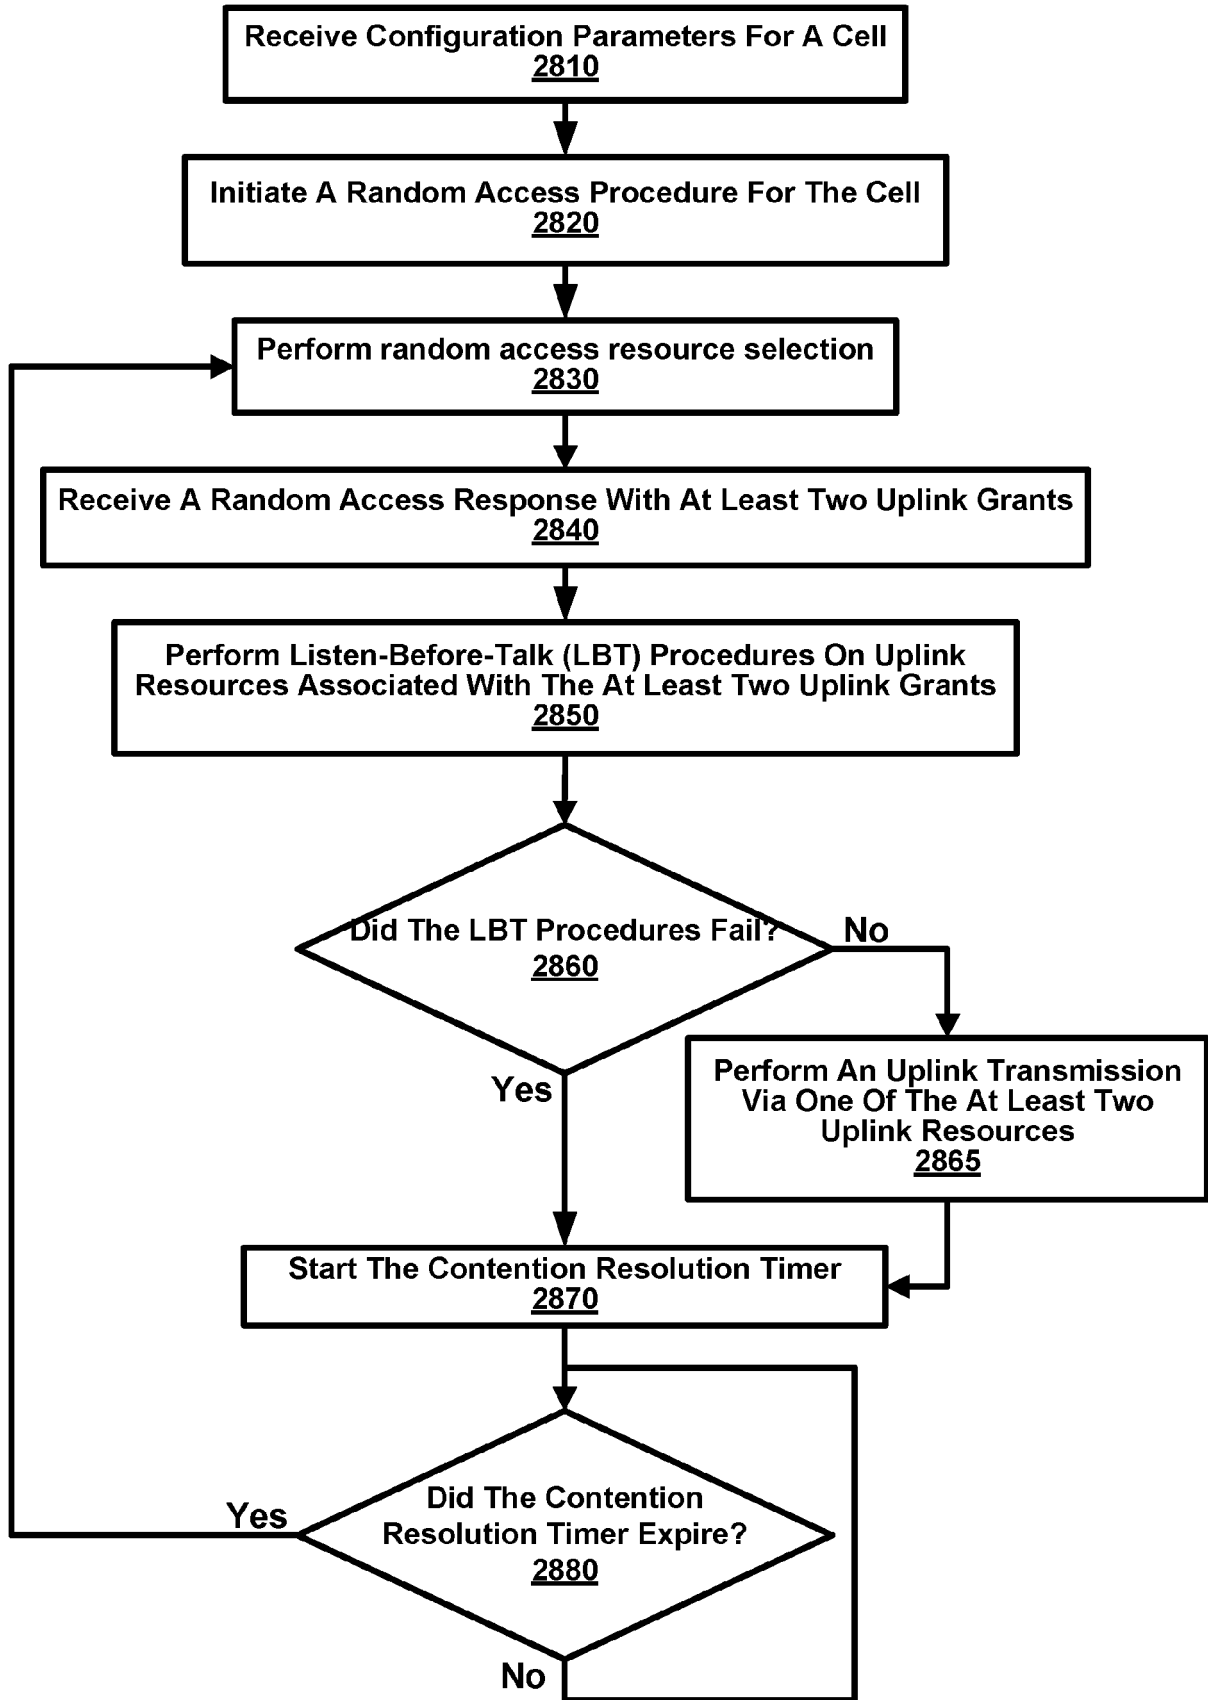 Receive Configuration Parameters For A Cell
2810
Initiate A Random Access Procedure For The Cell
2820
Perform random access resource selection
2830
Receive A Random Access Response With At Least Two Uplink Grants
2840
Perform Listen-Before-Talk (LBT) Procedures On Uplink
Resources Associated With The At Least Two Uplink Grants
2850
Did The LBT Procedures Fail?
2860
No
Yes
Perform An Uplink Transmission
Via One Of The At Least Two
Uplink Resources
2865
Start The Contention Resolution Timer
2870
Did The Contention
Resolution Timer Expire?
2880
Yes
No